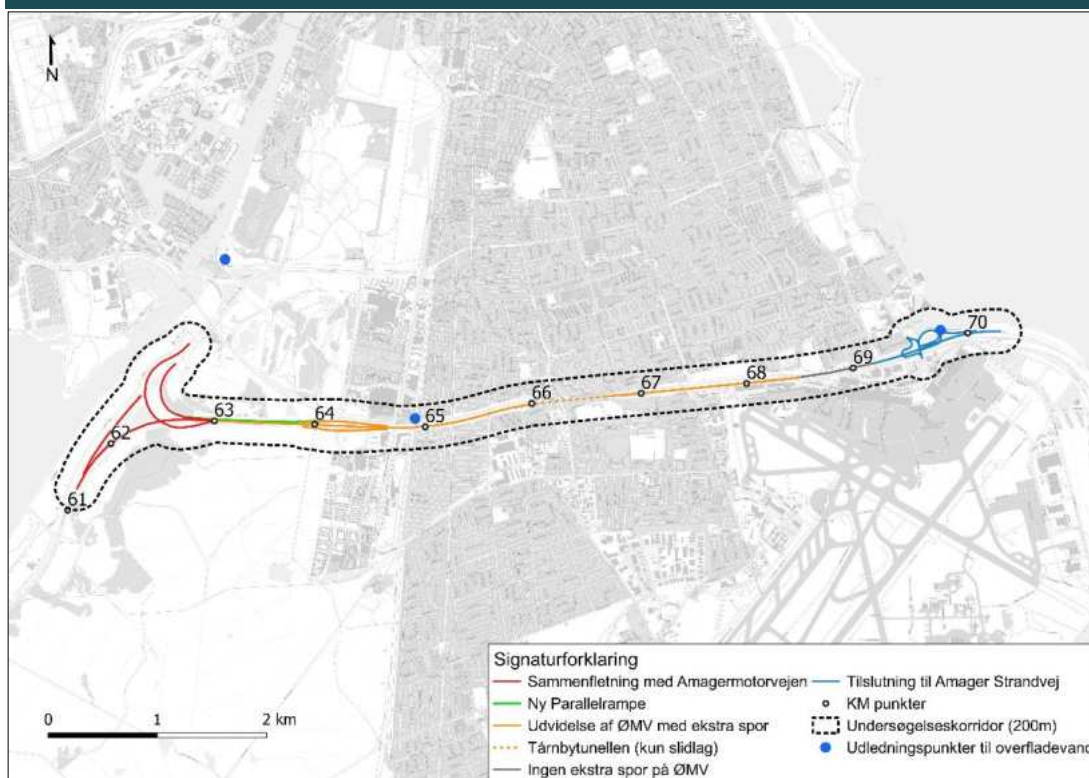 N
61
62
63
64
65
66
67
68
69
70
0 1 2 km
Signaturforklaring
Sammenfletning med Amagermotorvejen
Ny Parallelrampe
Udvidelse af ØMV med ekstra spor
Tårnbytunellen (kun slidlag)
Ingen ekstra spor på ØMV
Tilslutning til Amager Strandvej
KM punkter
Undersøgelseskorridor (200m)
Udledningspunkter til overfladevand